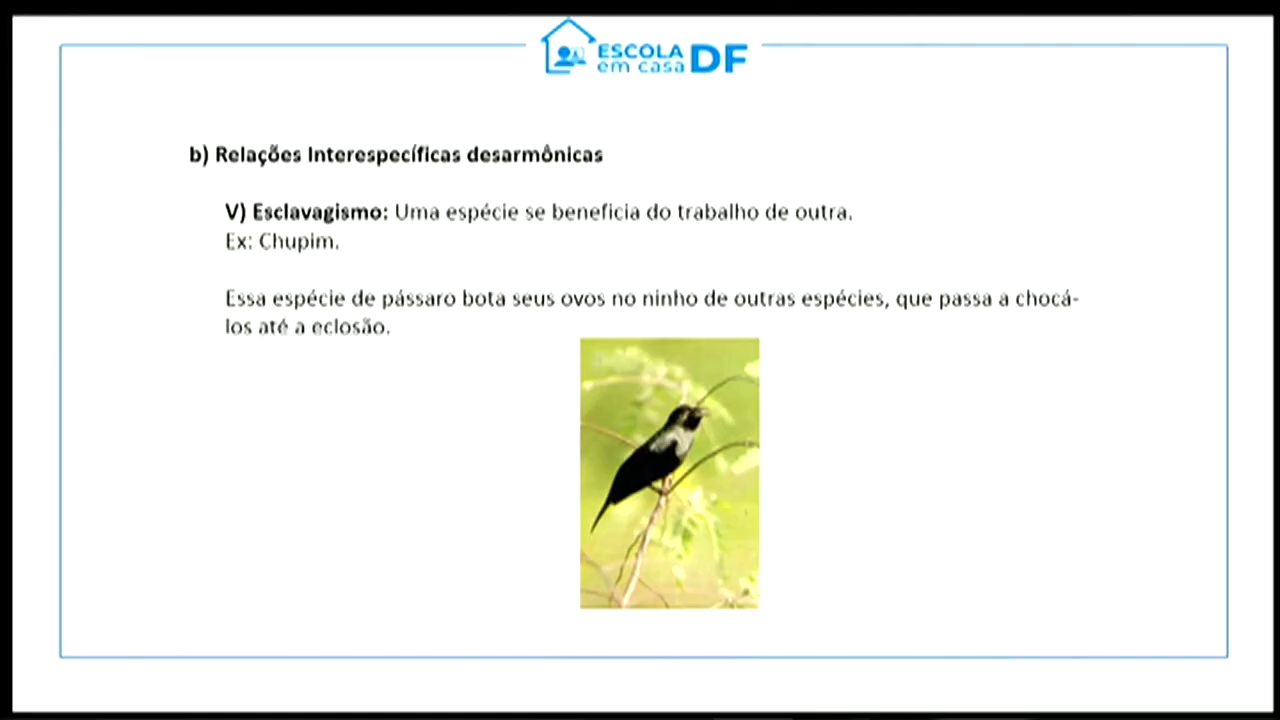 ESCOLA
em casa DF
b) Relações Interespecíficas desarmônicas
V) Esclavagismo: Uma espécie se beneficia do trabalho de outra.
Ex: Chupim.
Essa espécie de pássaro bota seus ovos no ninho de outras espécies, que passa a chocá-
los até a eclosão.